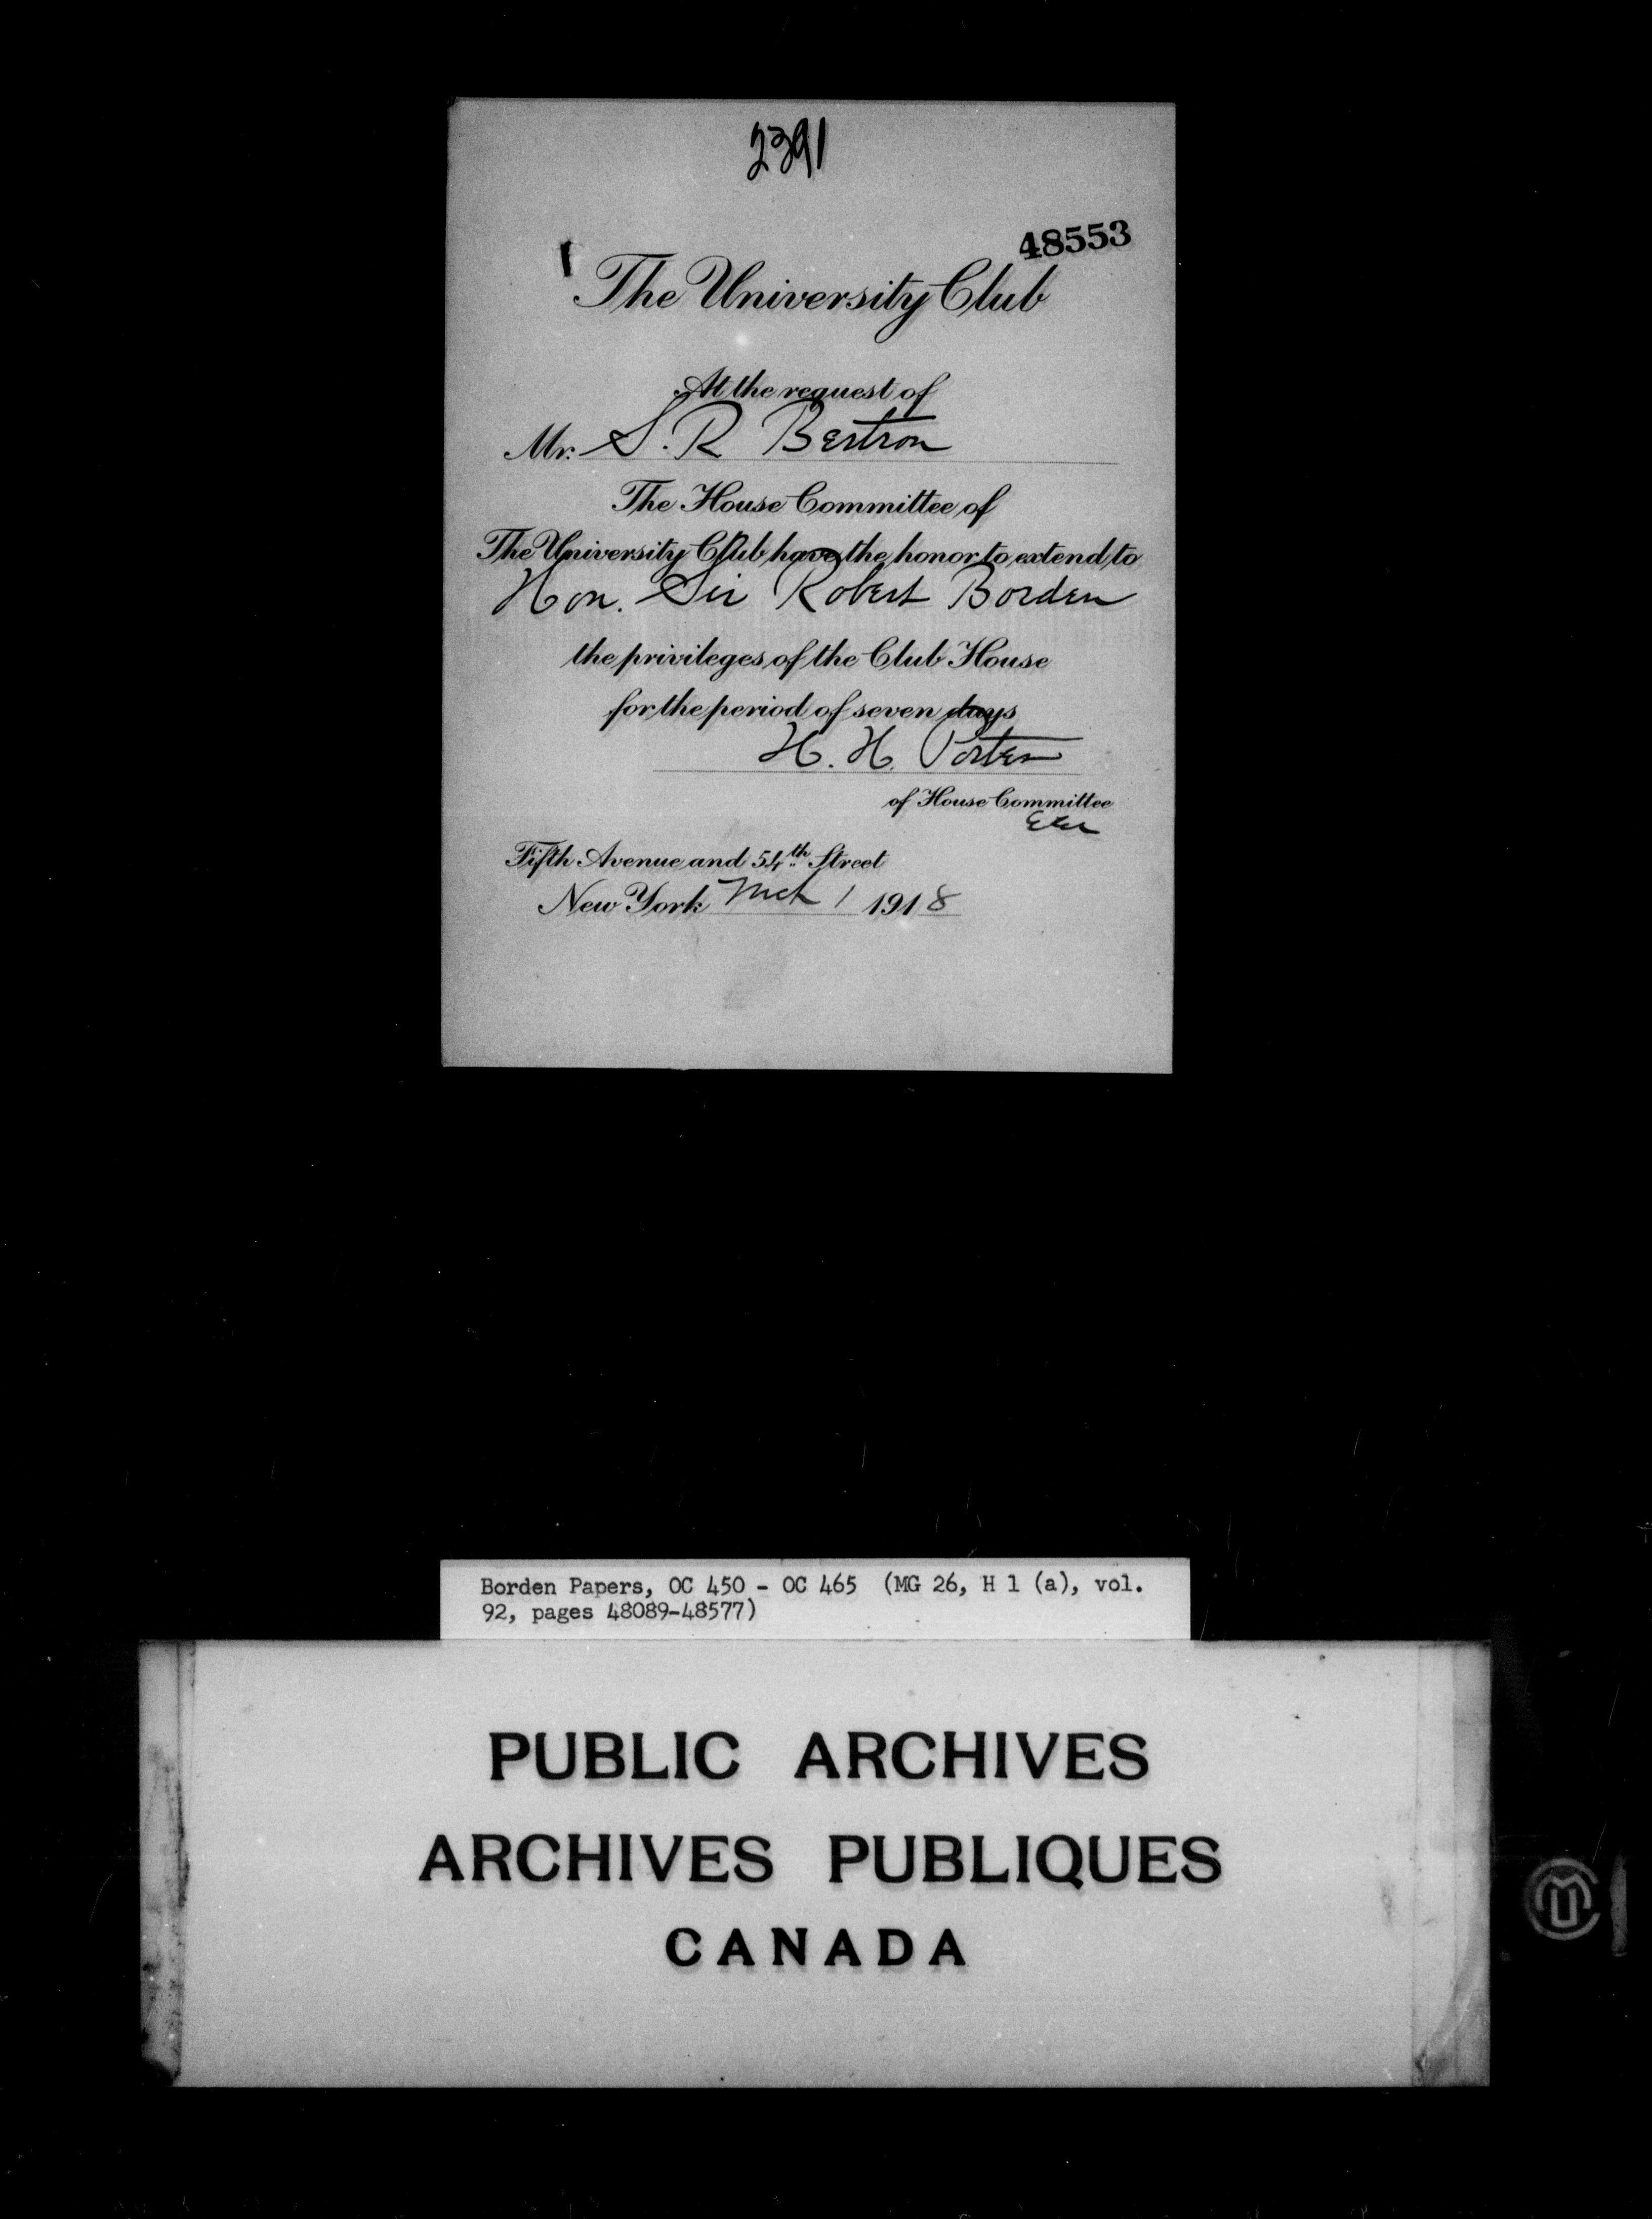 2391
48553
The University Club
At the request of
Mr. S. R Bertron
The House Committee of
The University Club have the honor to extend to
Hon. Sir Robert Borden
the privileges of the Club House
for the period of seven days
H. H. Porter
of House Committee
Fifth Avenue and 54th Street
New York Mch 1 1918
Borden Papers, OC 450 - OC 465 (MG 26, H 1 (a), vol.
92, pages 48089-48577)
PUBLIC ARCHIVES
ARCHIVES PUBLIQUES
CANADA